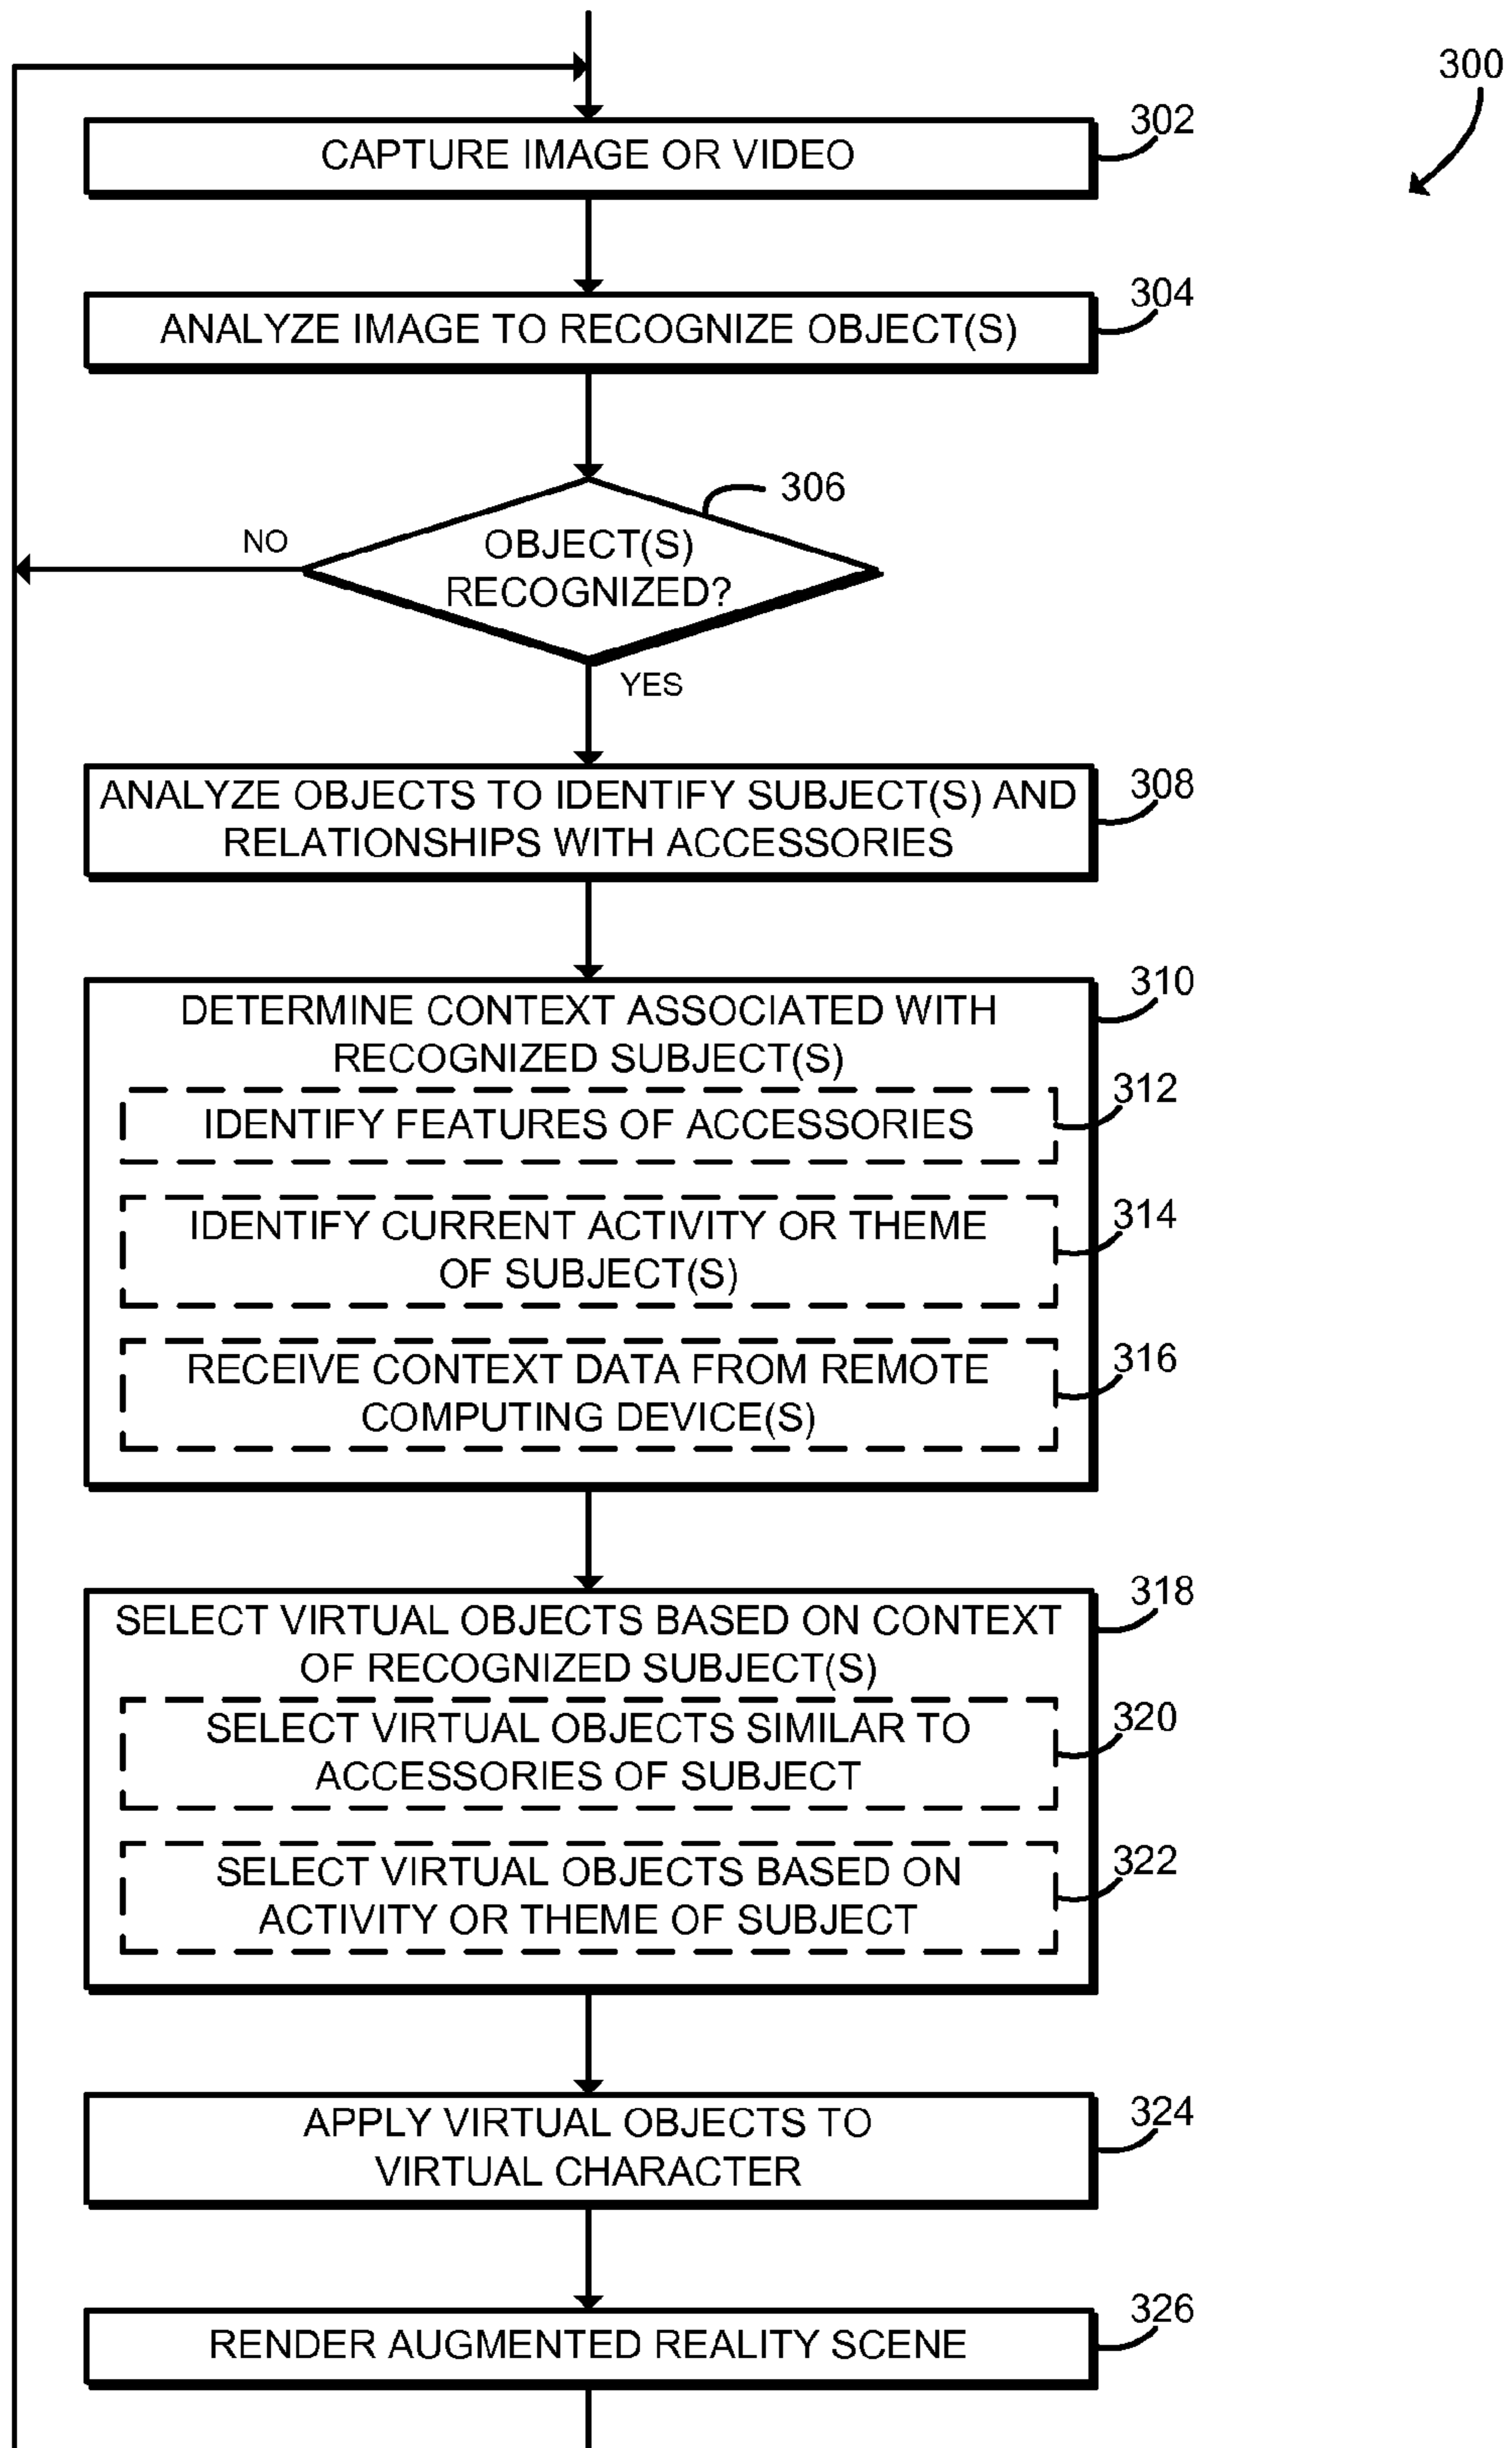 300
302
CAPTURE IMAGE OR VIDEO
304
ANALYZE IMAGE TO RECOGNIZE OBJECT(S)
306
NO
OBJECT(S)
RECOGNIZED?
YES
308
ANALYZE OBJECTS TO IDENTIFY SUBJECT(S) AND
RELATIONSHIPS WITH ACCESSORIES
310
DETERMINE CONTEXT ASSOCIATED WITH
RECOGNIZED SUBJECT(S)
312
IDENTIFY FEATURES OF ACCESSORIES
314
IDENTIFY CURRENT ACTIVITY OR THEME
OF SUBJECT(S)
316
RECEIVE CONTEXT DATA FROM REMOTE
COMPUTING DEVICE(S)
318
SELECT VIRTUAL OBJECTS BASED ON CONTEXT
OF RECOGNIZED SUBJECT(S)
320
SELECT VIRTUAL OBJECTS SIMILAR TO
ACCESSORIES OF SUBJECT
322
SELECT VIRTUAL OBJECTS BASED ON
ACTIVITY OR THEME OF SUBJECT
324
APPLY VIRTUAL OBJECTS TO
VIRTUAL CHARACTER
326
RENDER AUGMENTED REALITY SCENE